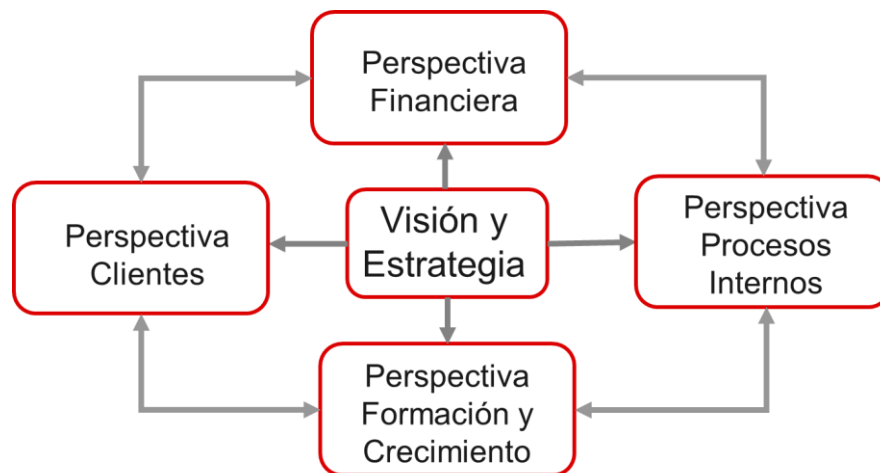 Perspectiva
Financiera
Perspectiva
Clientes
Visión y
Estrategia
Perspectiva
Procesos
Internos
Perspectiva
Formación y
Crecimiento